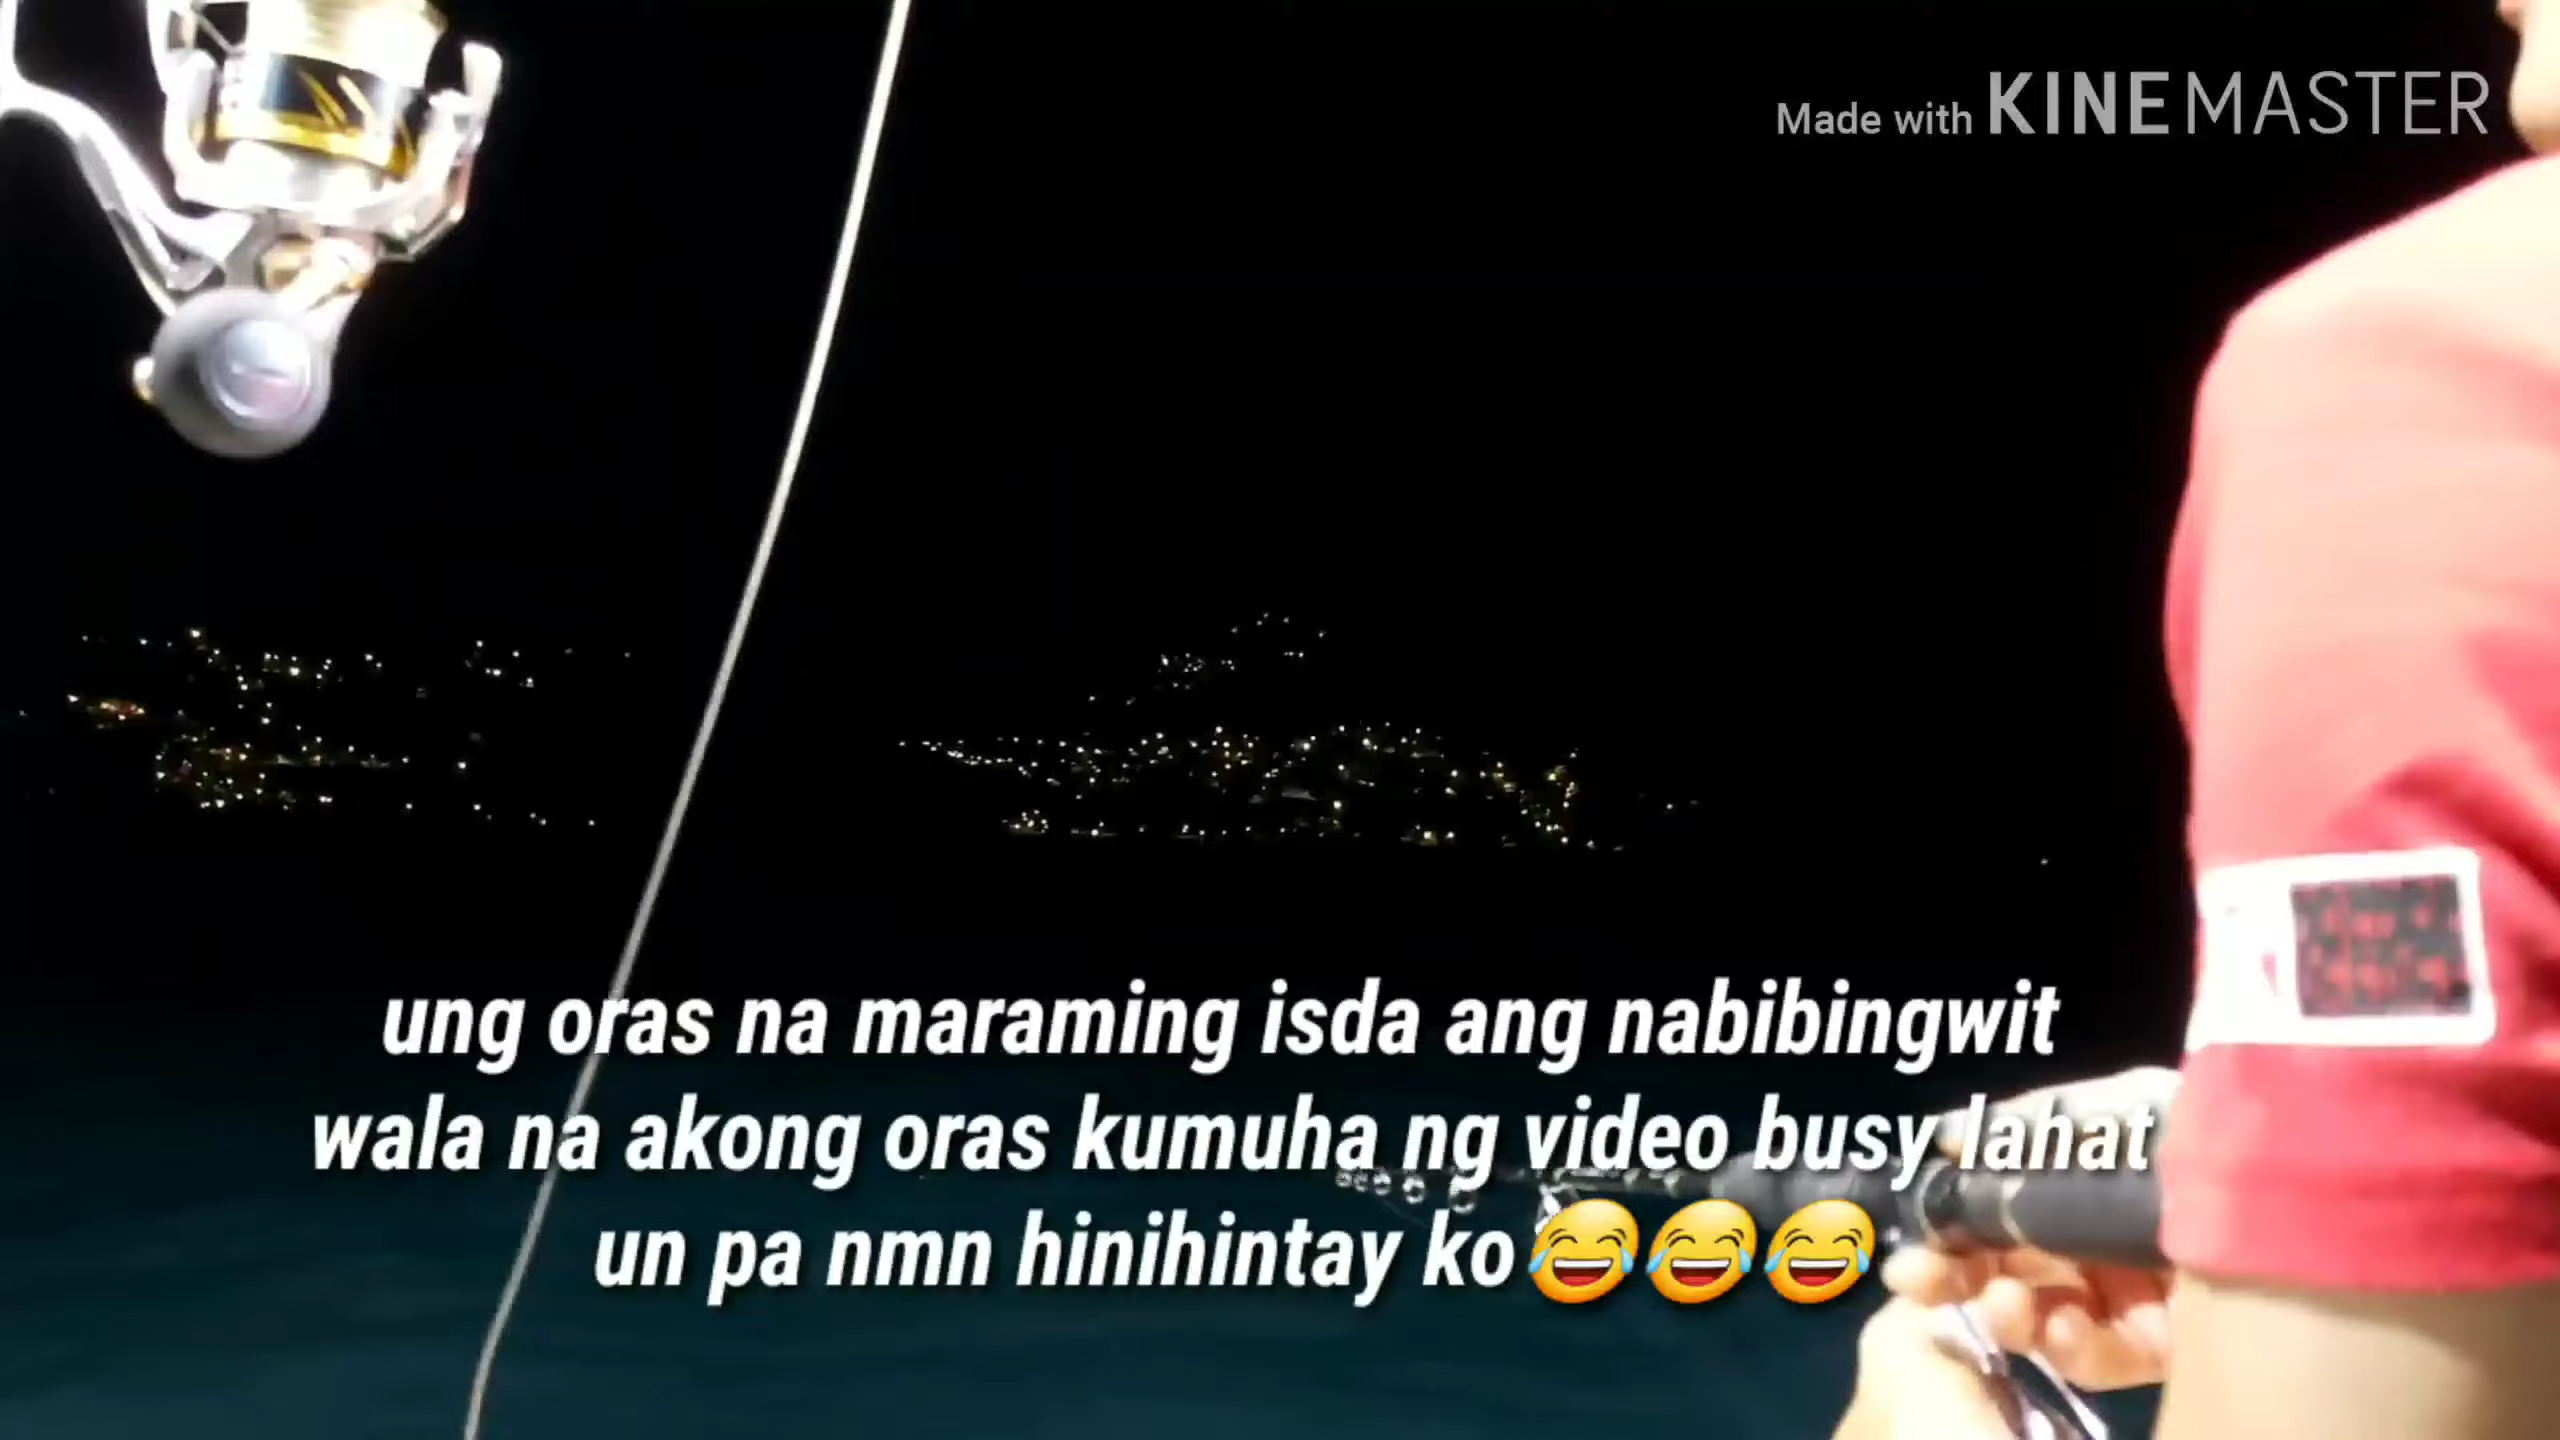 Made with KINEMASTER
ung oras na maraming isda ang nabibingwit
wala na akong oras kumuha ng video busy lahat
un pa nmn hinihintay ko😂😂😂